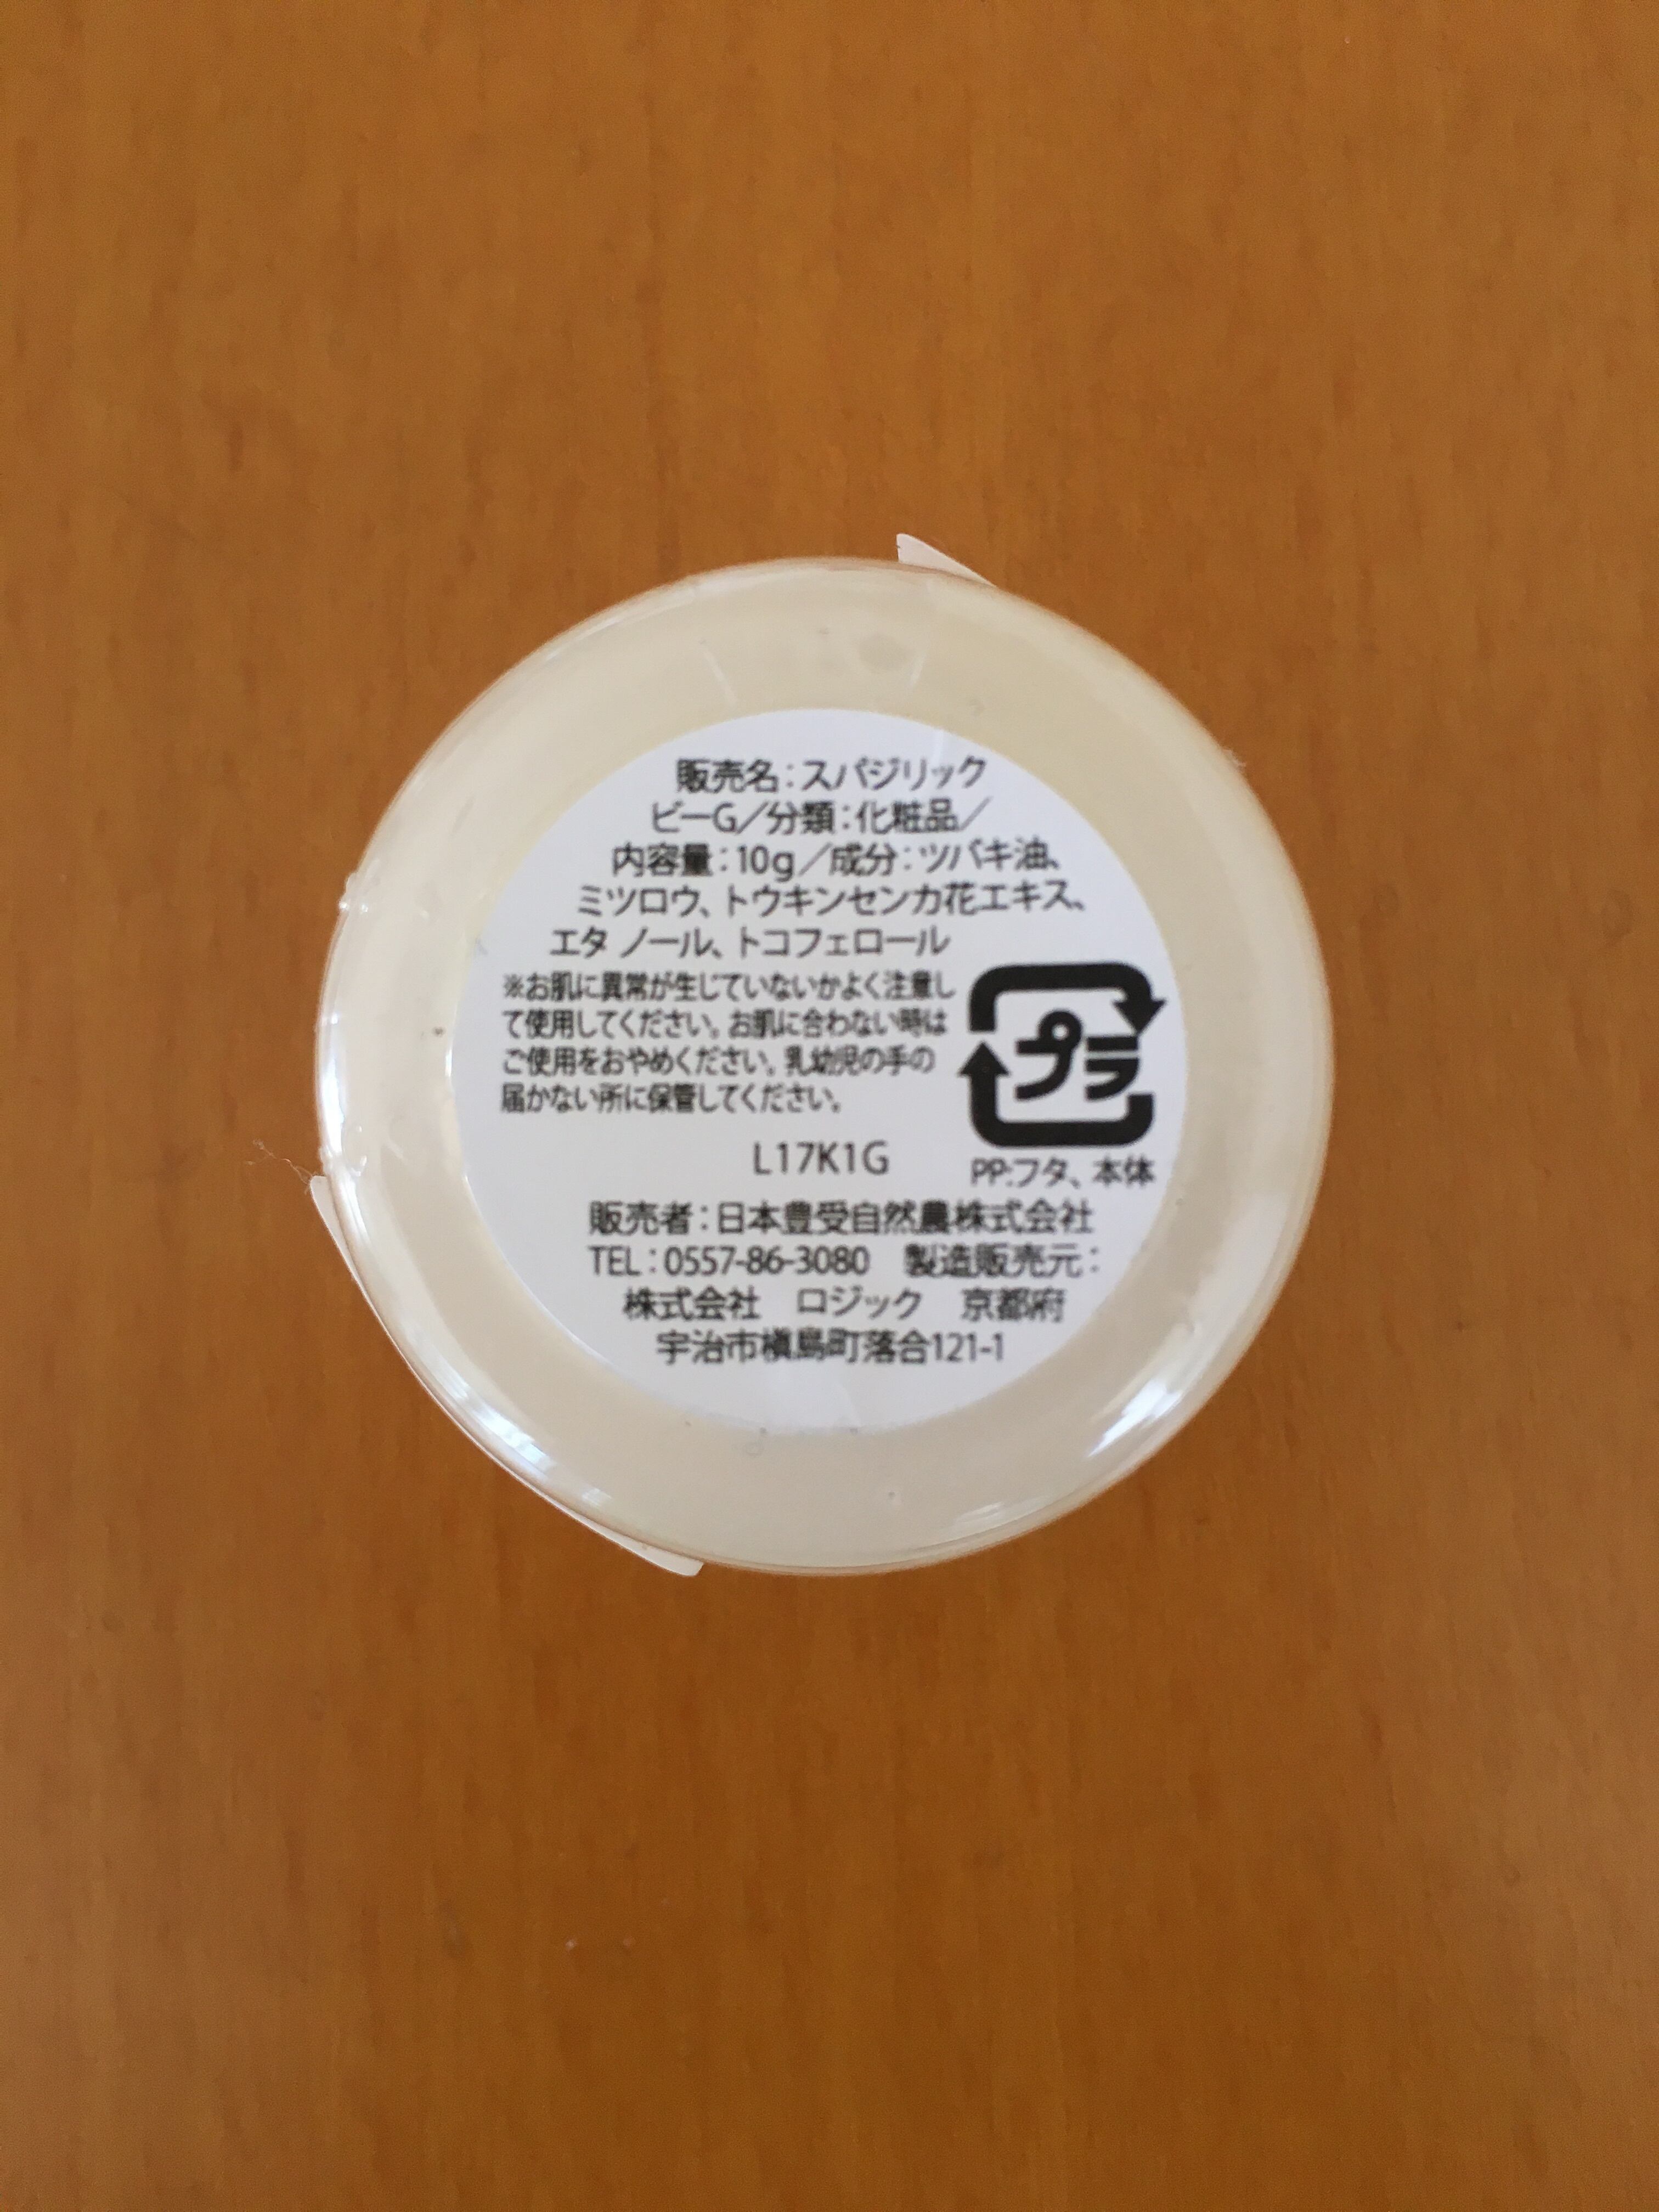 販売名：スパジリック
ビーG／分類：化粧品／
内容量：10g／成分：ツバキ油、
ミツロウ、トウキンセンカ花エキス、
エタ ノール、トコフェロール
※お肌に異常が生じていないかよく注意し
て使用してください。お肌に合わない時は
ご使用をおやめください。乳幼児の手の
届かない所に保管してください。
プラ
L17K1G
PP:フタ、本体
販売者：日本豊受自然農株式会社
TEL：0557-86-3080　製造販売元：
株式会社　ロジック　京都府
宇治市槇島町落合121-1